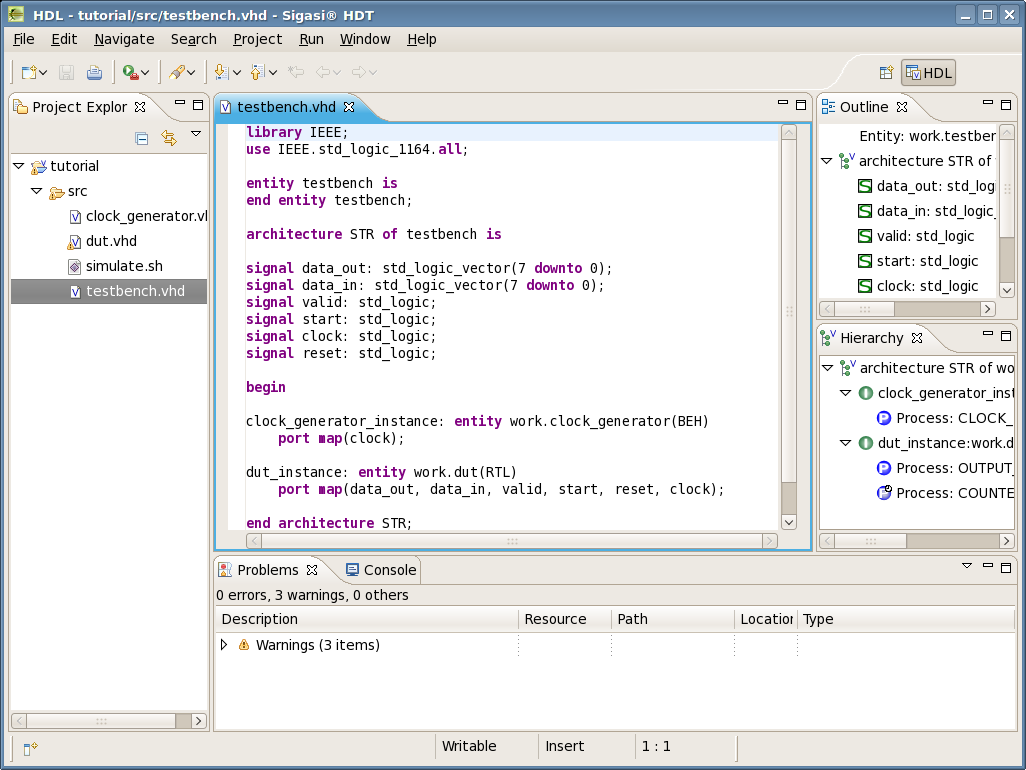 HDL - tutorial/src/testbench.vhd - Sigasi® HDT
File Edit Navigate Search Project Run Window Help
HDL
Project Explor
tutorial
src
clock_generator.vl
dut.vhd
simulate.sh
testbench.vhd
testbench.vhd
library IEEE;
use IEEE.std_logic_1164.all;
entity testbench is
end entity testbench;
architecture STR of testbench is
signal data_out: std_logic_vector(7 downto 0);
signal data_in: std_logic_vector(7 downto 0);
signal valid: std_logic;
signal start: std_logic;
signal clock: std_logic;
signal reset: std_logic;
begin
clock_generator_instance: entity work.clock_generator(BEH)
port map(clock);
dut_instance: entity work.dut(RTL)
port map(data_out, data_in, valid, start, reset, clock);
end architecture STR;
Outline
Entity: work.testber
architecture STR of
data_out: std_logi
data_in: std_logic_
valid: std_logic
start: std_logic
clock: std_logic
Hierarchy
architecture STR of wo
clock_generator_inst
Process: CLOCK_
dut_instance:work.d
Process: OUTPUT_
Process: COUNTE
Problems Console
0 errors, 3 warnings, 0 others
Description Resource Path Location Type
Warnings (3 items)
Writable Insert 1 : 1